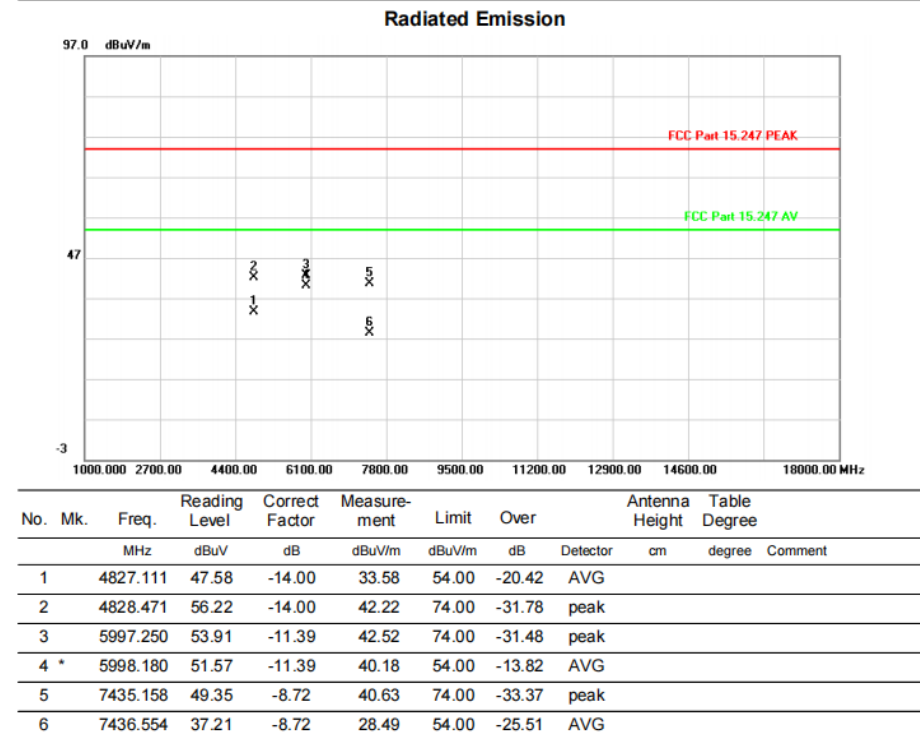 Radiated Emission
97.0 dBuV/m
FCC Part 15.247 PEAK
FCC Part 15.247 AV
47
2 3 5
1
6
-3
1000.000 2700.00 4400.00 6100.00 7800.00 9500.00 11200.00 12900.00 14600.00 18000.00 MHz
No. Mk. Freq. Reading Level Correct Factor Measure-ment Limit Over Antenna Height Table Degree
MHz dBuV dB dBuV/m dBuV/m dB Detector cm degree Comment
1 4827.111 47.58 -14.00 33.58 54.00 -20.42 AVG
2 4828.471 56.22 -14.00 42.22 74.00 -31.78 peak
3 5997.250 53.91 -11.39 42.52 74.00 -31.48 peak
4 * 5998.180 51.57 -11.39 40.18 54.00 -13.82 AVG
5 7435.158 49.35 -8.72 40.63 74.00 -33.37 peak
6 7436.554 37.21 -8.72 28.49 54.00 -25.51 AVG